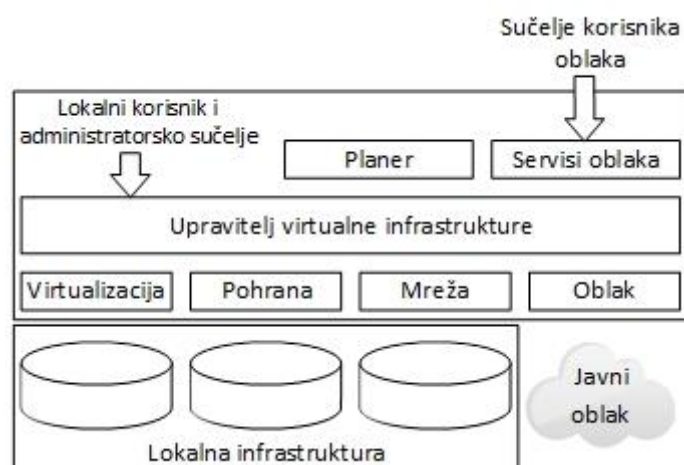 Sučelje korisnika
oblaka
Lokalni korisnik i
administratorsko sučelje
Planer
Servisi oblaka
Upravitelj virtualne infrastrukture
Virtualizacija
Pohrana
Mreža
Oblak
Javni
oblak
Lokalna infrastruktura